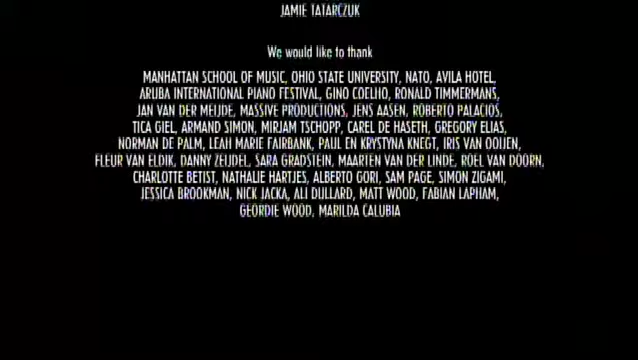 JAMIE TATARCZUK
We would like to thank
MANHATTAN SCHOOL OF MUSIC, OHIO STATE UNIVERSITY, NATO, AVILA HOTEL,
ARUBA INTERNATIONAL PIANO FESTIVAL, GINO COELHO, RONALD TIMMERMANS,
JAN VAN DER MEIJDE, MASSIVE PRODUCTIONS, JENS AASEN, ROBERTO PALACIOS,
TICA GIEL, ARMAND SIMON, MIRJAM TSCHOPP, CAREL DE HASETH, GREGORY ELIAS,
NORMAN DE PALM, LEAH MARIE FAIRBANK, PAUL EN KRYSTYNA KNEGT, IRIS VAN OOIJEN,
FLEUR VAN ELDIK, DANNY ZEIJDEL, SARA GRADSTEIN, MAARTEN VAN DER LINDE, ROEL VAN DOORN,
CHARLOTTE BETIST, NATHALIE HARTJES, ALBERTO GORI, SAM PAGE, SIMON ZIGAMI,
JESSICA BROOKMAN, NICK JACKA, ALI DULLARD, MATT WOOD, FABIAN LAPHAM,
GEORDIE WOOD, MARILDA CALUBIA